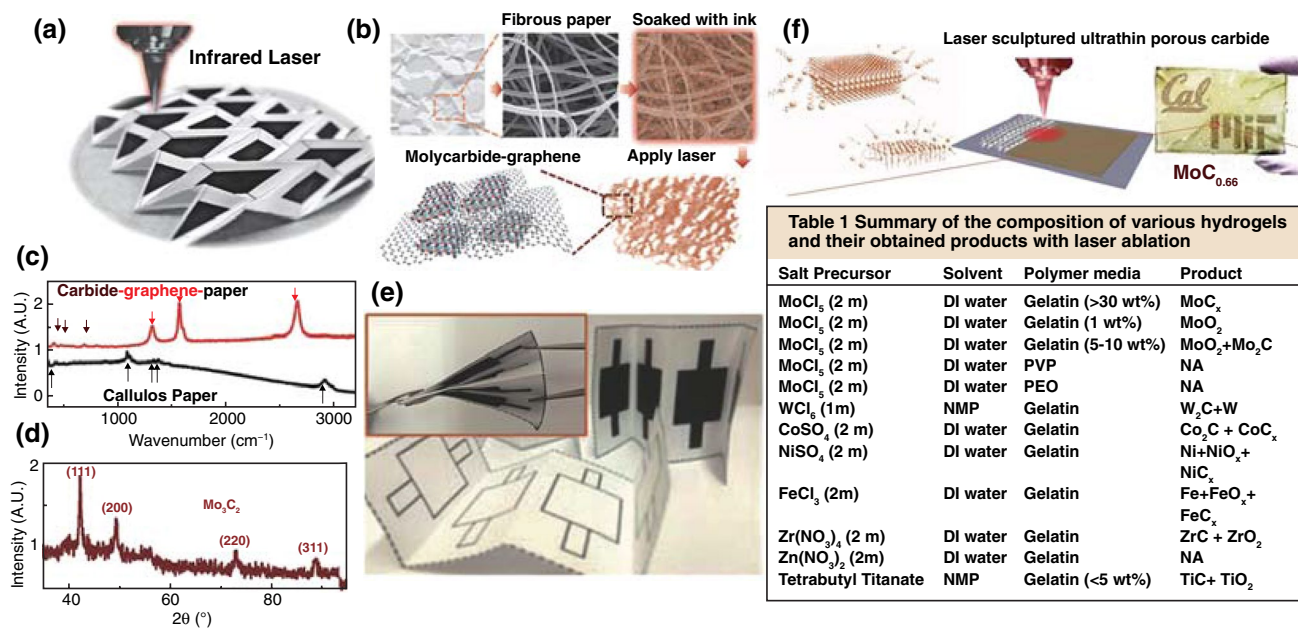 (a)
Infrared Laser
(b)
Fibrous paper
Soaked with ink
Molycarbide-graphene
Apply laser
(c)
Intensity (A.U.)
2
1
0
Carbide-graphene-paper
Callulos Paper
1000
2000
3000
Wavenumber (cm⁻¹)
(d)
Intensity (A.U.)
2
1
(111)
(200)
Mo₃C₂
(220)
(311)
40
60
80
2θ (°)
(e)
(f)
Laser sculptured ultrathin porous carbide
Cal
MIT
MoC₀.₆₆
Table 1 Summary of the composition of various hydrogels
and their obtained products with laser ablation
Salt Precursor Solvent Polymer media Product
MoCl₅ (2 m) DI water Gelatin (>30 wt%) MoCₓ
MoCl₅ (2 m) DI water Gelatin (1 wt%) MoO₂
MoCl₅ (2 m) DI water Gelatin (5-10 wt%) MoO₂+Mo₂C
MoCl₅ (2 m) DI water PVP NA
MoCl₅ (2 m) DI water PEO NA
WCl₆ (1m) NMP Gelatin W₂C+W
CoSO₄ (2 m) DI water Gelatin Co₂C + CoCₓ
NiSO₄ (2 m) DI water Gelatin Ni+NiOₓ+
NiCₓ
FeCl₃ (2m) DI water Gelatin Fe+FeOₓ+
FeCₓ
Zr(NO₃)₄ (2 m) DI water Gelatin ZrC + ZrO₂
Zn(NO₃)₂ (2m) DI water Gelatin NA
Tetrabutyl Titanate NMP Gelatin (<5 wt%) TiC+ TiO₂